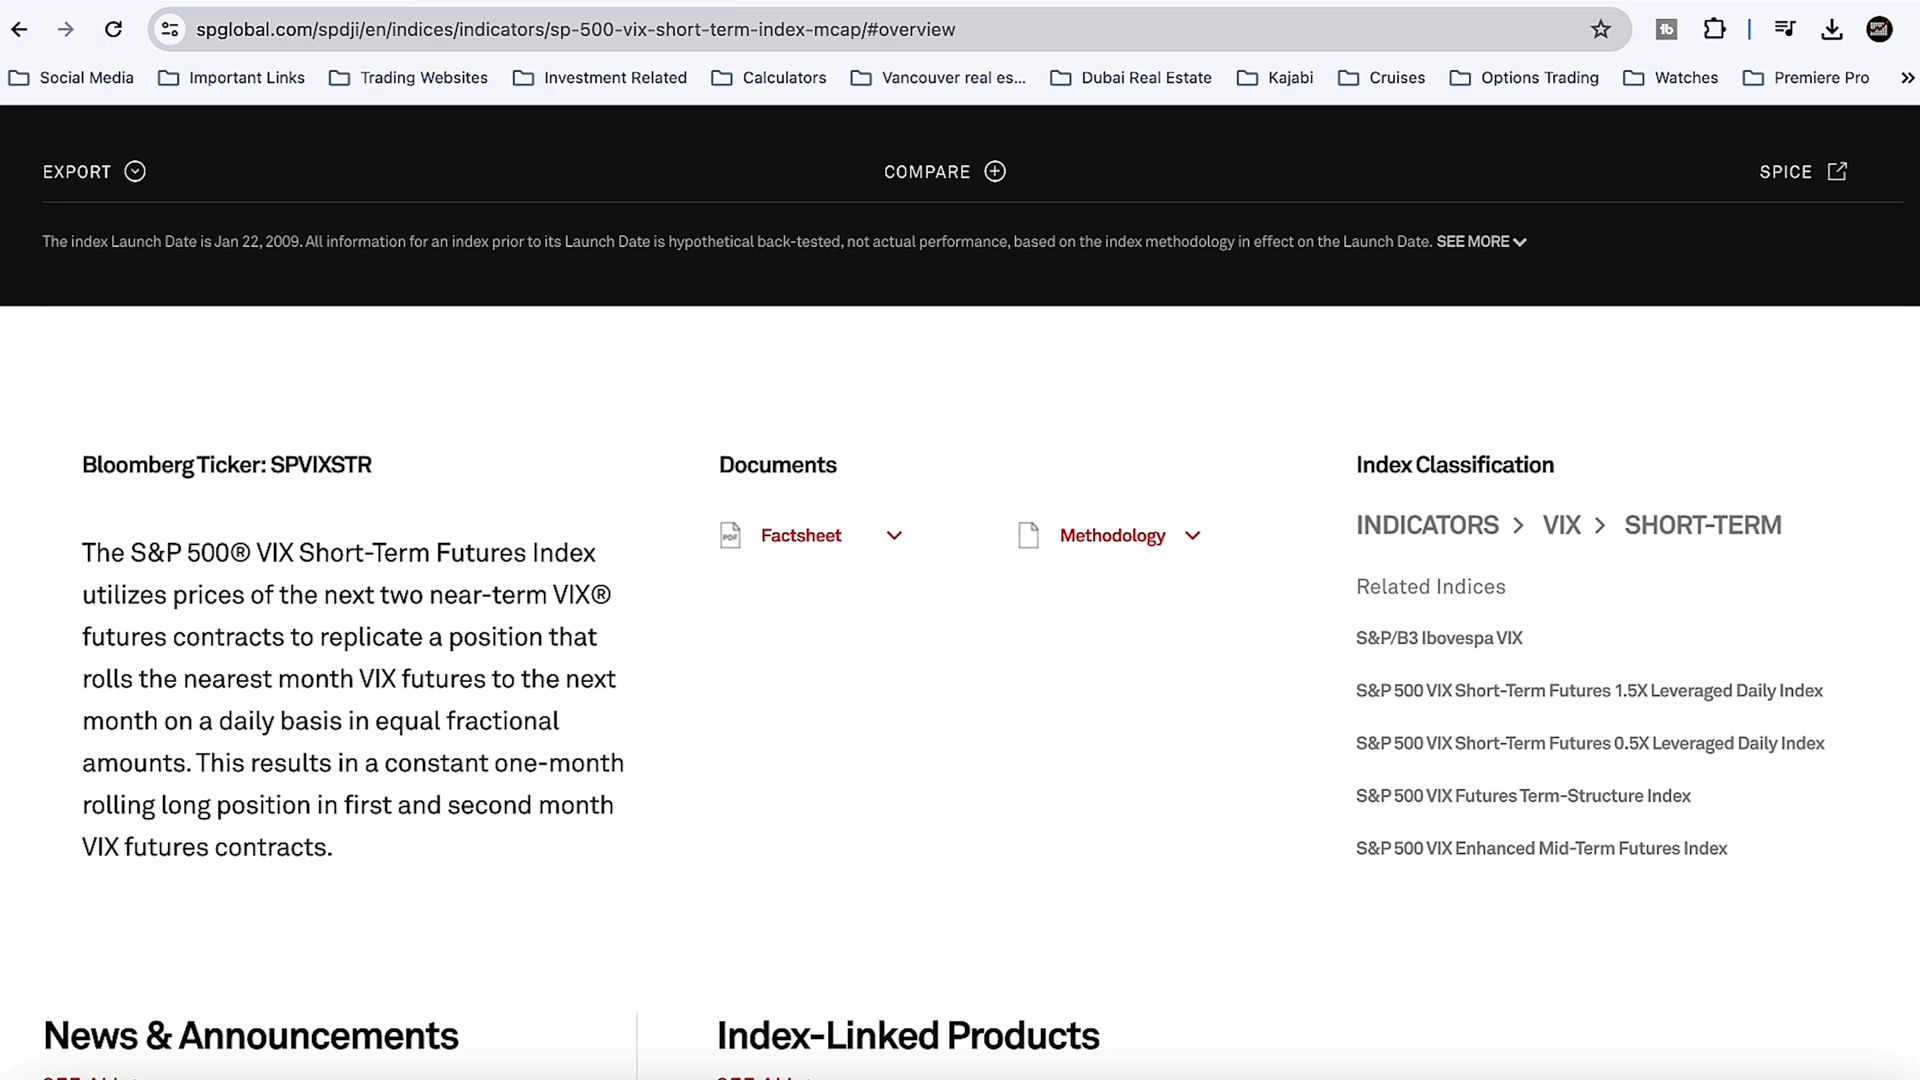 spglobal.com/spdji/en/indices/indicators/sp-500-vix-short-term-index-mcap/#overview
Social Media Important Links Trading Websites Investment Related Calculators Vancouver real es... Dubai Real Estate Kajabi Cruises Options Trading Watches Premiere Pro »
EXPORT COMPARE SPICE
The index Launch Date is Jan 22, 2009. All information for an index prior to its Launch Date is hypothetical back-tested, not actual performance, based on the index methodology in effect on the Launch Date. SEE MORE
Bloomberg Ticker: SPVIXSTR
The S&P 500® VIX Short-Term Futures Index
utilizes prices of the next two near-term VIX®
futures contracts to replicate a position that
rolls the nearest month VIX futures to the next
month on a daily basis in equal fractional
amounts. This results in a constant one-month
rolling long position in first and second month
VIX futures contracts.
Documents
PDF Factsheet Methodology
Index Classification
INDICATORS > VIX > SHORT-TERM
Related Indices
S&P/B3 Ibovespa VIX
S&P 500 VIX Short-Term Futures 1.5X Leveraged Daily Index
S&P 500 VIX Short-Term Futures 0.5X Leveraged Daily Index
S&P 500 VIX Futures Term-Structure Index
S&P 500 VIX Enhanced Mid-Term Futures Index
News & Announcements
Index-Linked Products